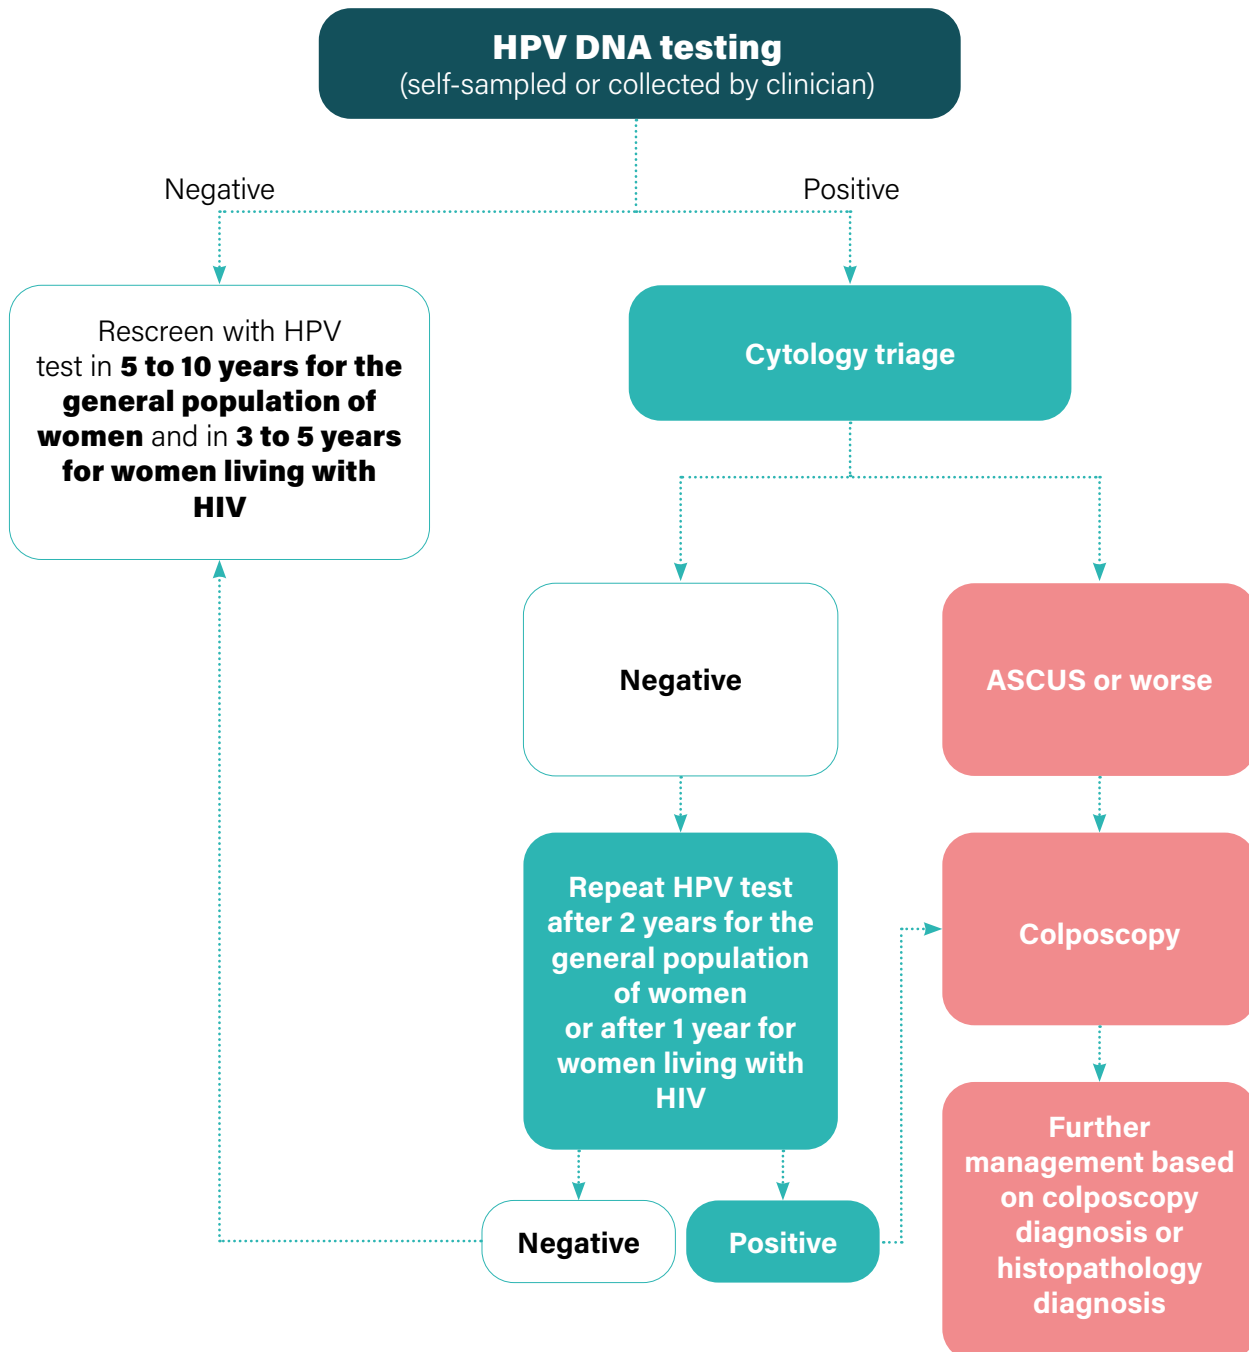 HPV DNA testing
(self-sampled or collected by clinician)
Negative
Positive
Rescreen with HPV
test in 5 to 10 years for the
general population of
women and in 3 to 5 years
for women living with
HIV
Cytology triage
Negative
ASCUS or worse
Repeat HPV test
after 2 years for the
general population
of women
or after 1 year for
women living with
HIV
Colposcopy
Negative
Positive
Further
management based
on colposcopy
diagnosis or
histopathology
diagnosis